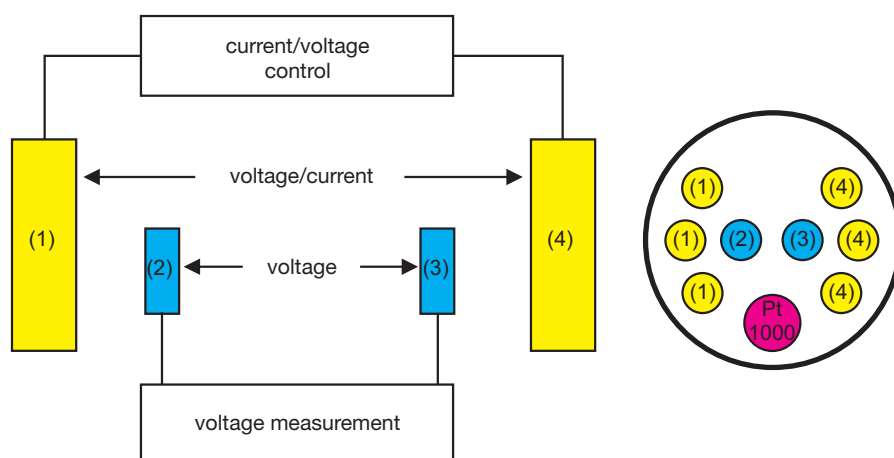 current/voltage
control
voltage/current
(1)
(4)
(2)
voltage
(3)
voltage measurement
(1)
(4)
(1)
(2)
(3)
(4)
(1)
(4)
Pt
1000